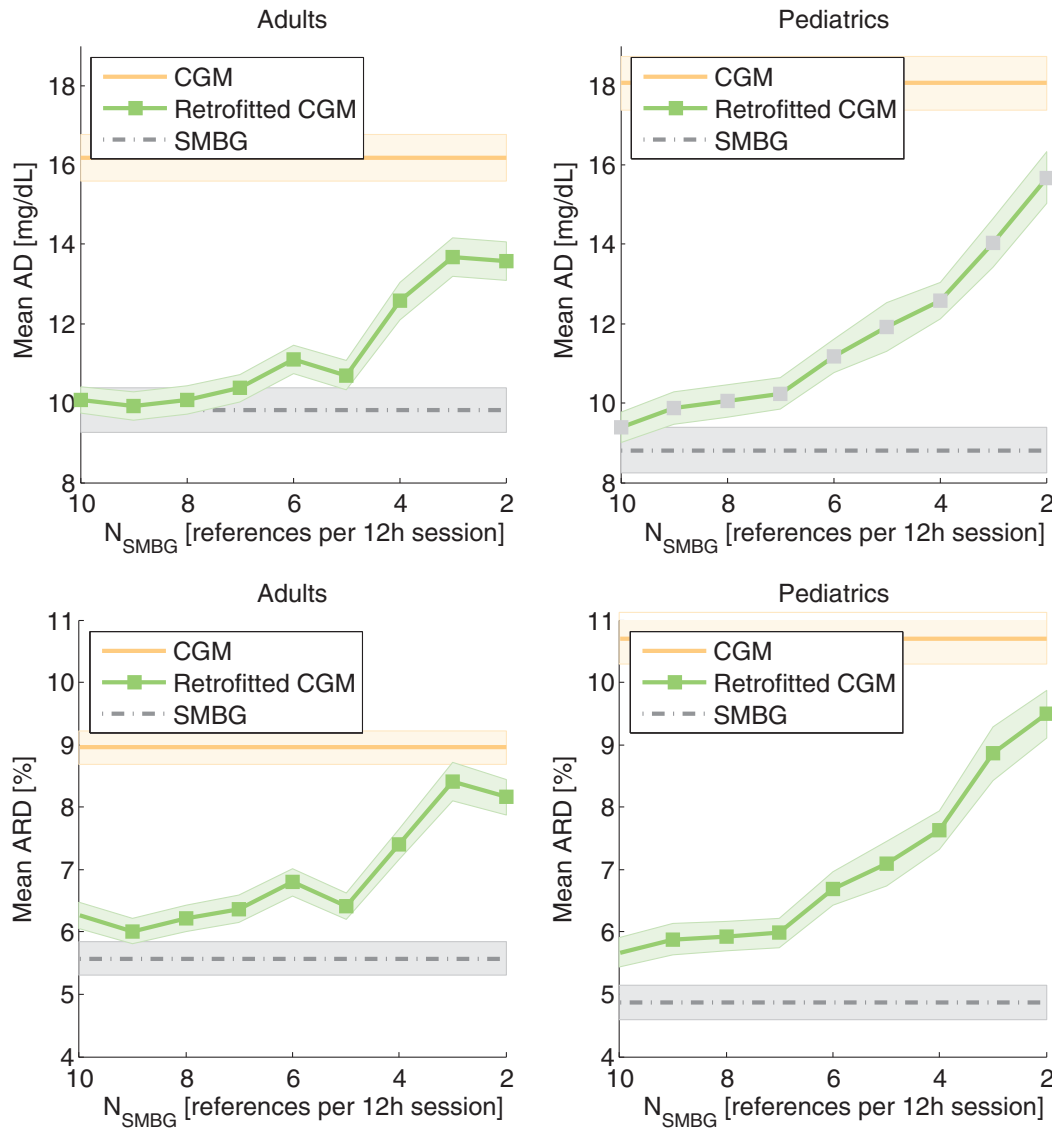 Adults
Mean AD [mg/dL]
18
16
14
12
10
8
CGM
Retrofitted CGM
SMBG
10 8 6 4 2
N_SMBG [references per 12h session]
Pediatrics
Mean AD [mg/dL]
18
16
14
12
10
8
CGM
Retrofitted CGM
SMBG
10 8 6 4 2
N_SMBG [references per 12h session]
Adults
Mean ARD [%]
11
10
9
8
7
6
5
4
CGM
Retrofitted CGM
SMBG
10 8 6 4 2
N_SMBG [references per 12h session]
Pediatrics
Mean ARD [%]
11
10
9
8
7
6
5
4
CGM
Retrofitted CGM
SMBG
10 8 6 4 2
N_SMBG [references per 12h session]